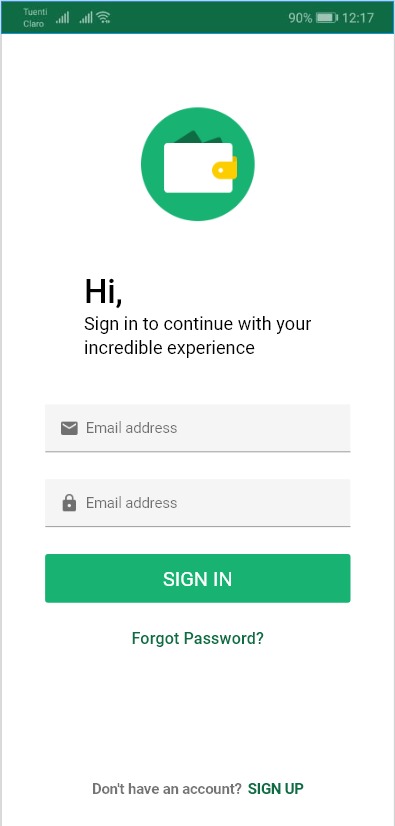 Tuenti
Claro
90% 12:17
Hi,
Sign in to continue with your
incredible experience
Email address
Email address
SIGN IN
Forgot Password?
Don't have an account? SIGN UP